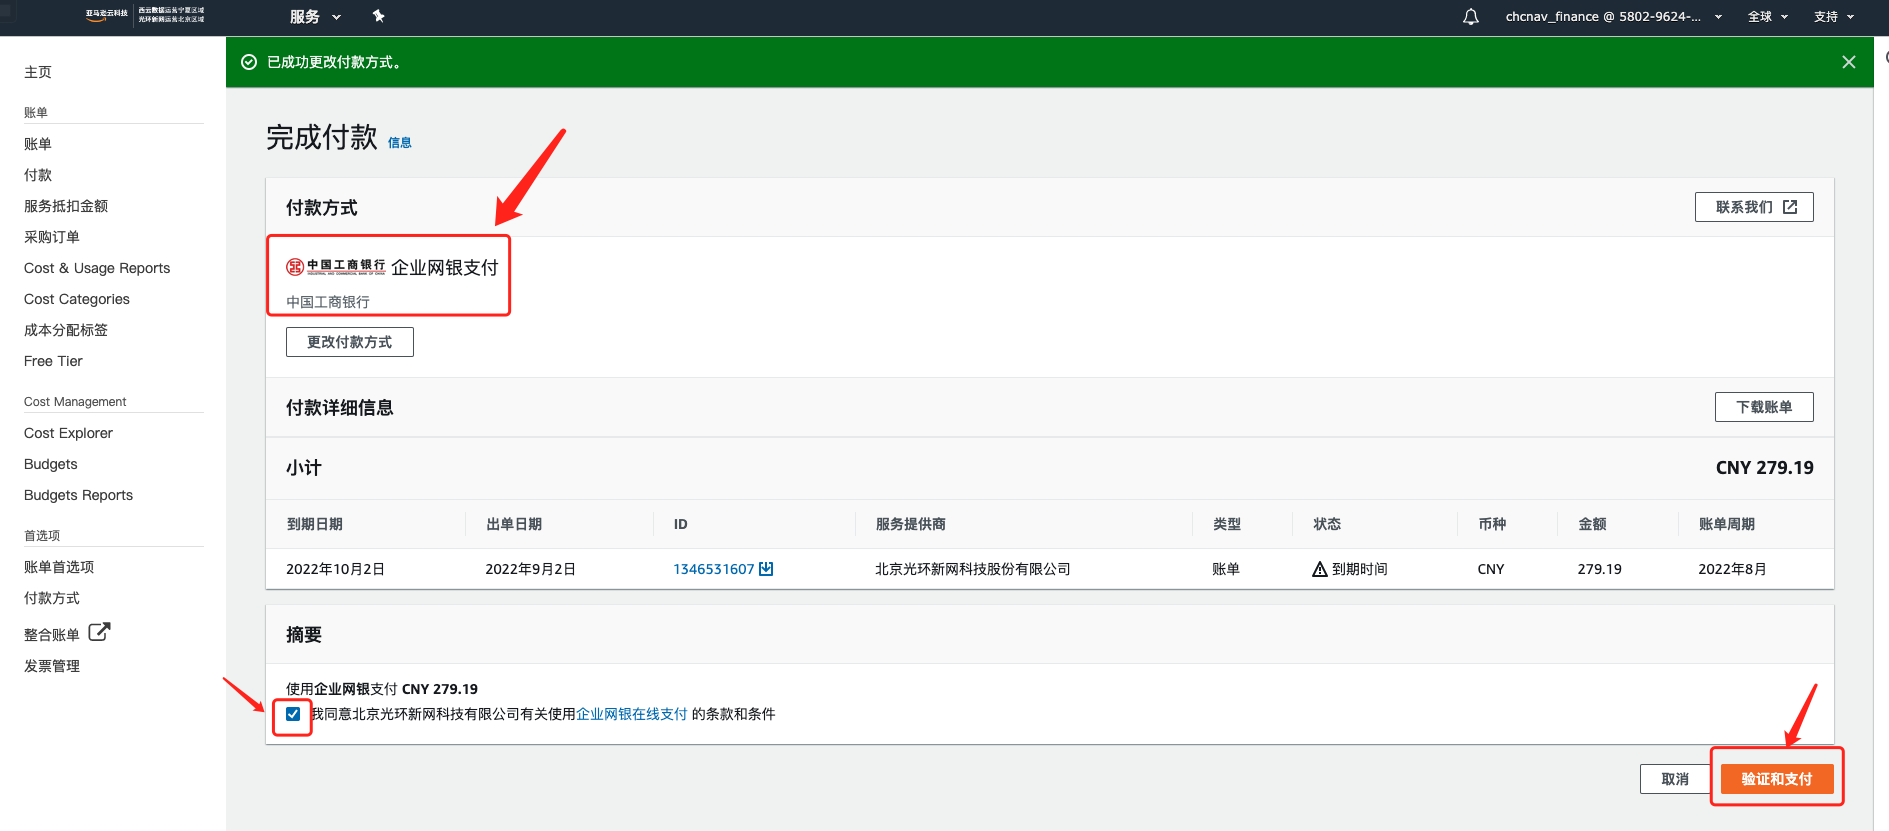 亚马逊云科技
西云数据运营宁夏区域
光环新网运营北京区域
服务
chcnav_finance @ 5802-9624-...
全球
支持
已成功更改付款方式。
主页
账单
账单
付款
服务抵扣金额
采购订单
Cost & Usage Reports
Cost Categories
成本分配标签
Free Tier
Cost Management
Cost Explorer
Budgets
Budgets Reports
首选项
账单首选项
付款方式
整合账单
发票管理
完成付款 信息
付款方式
联系我们
中国工商银行 企业网银支付
INDUSTRIAL AND COMMERCIAL BANK OF CHINA
中国工商银行
更改付款方式
付款详细信息
下载账单
小计
CNY 279.19
到期日期 出单日期 ID 服务提供商 类型 状态 币种 金额 账单周期
2022年10月2日 2022年9月2日 1346531607 北京光环新网科技股份有限公司 账单 到期时间 CNY 279.19 2022年8月
摘要
使用企业网银支付 CNY 279.19
我同意北京光环新网科技有限公司有关使用企业网银在线支付 的条款和条件
取消
验证和支付